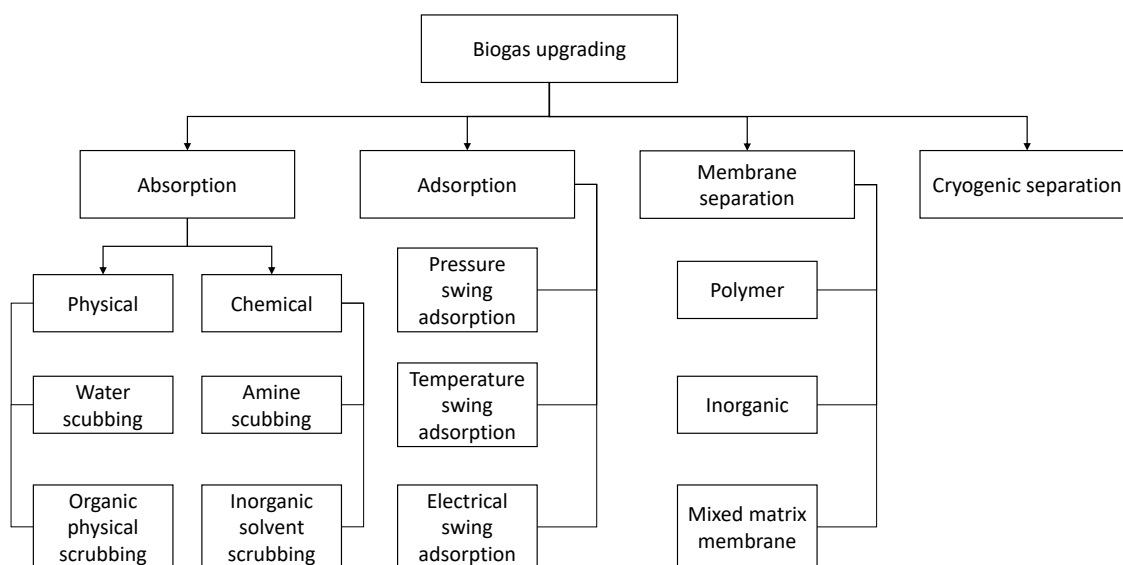 Biogas upgrading
Absorption
Adsorption
Membrane
separation
Cryogenic separation
Physical
Chemical
Pressure
swing
adsorption
Polymer
Water
scubbing
Amine
scubbing
Temperature
swing
adsorption
Inorganic
Organic
physical
scrubbing
Inorganic
solvent
scrubbing
Electrical
swing
adsorption
Mixed matrix
membrane